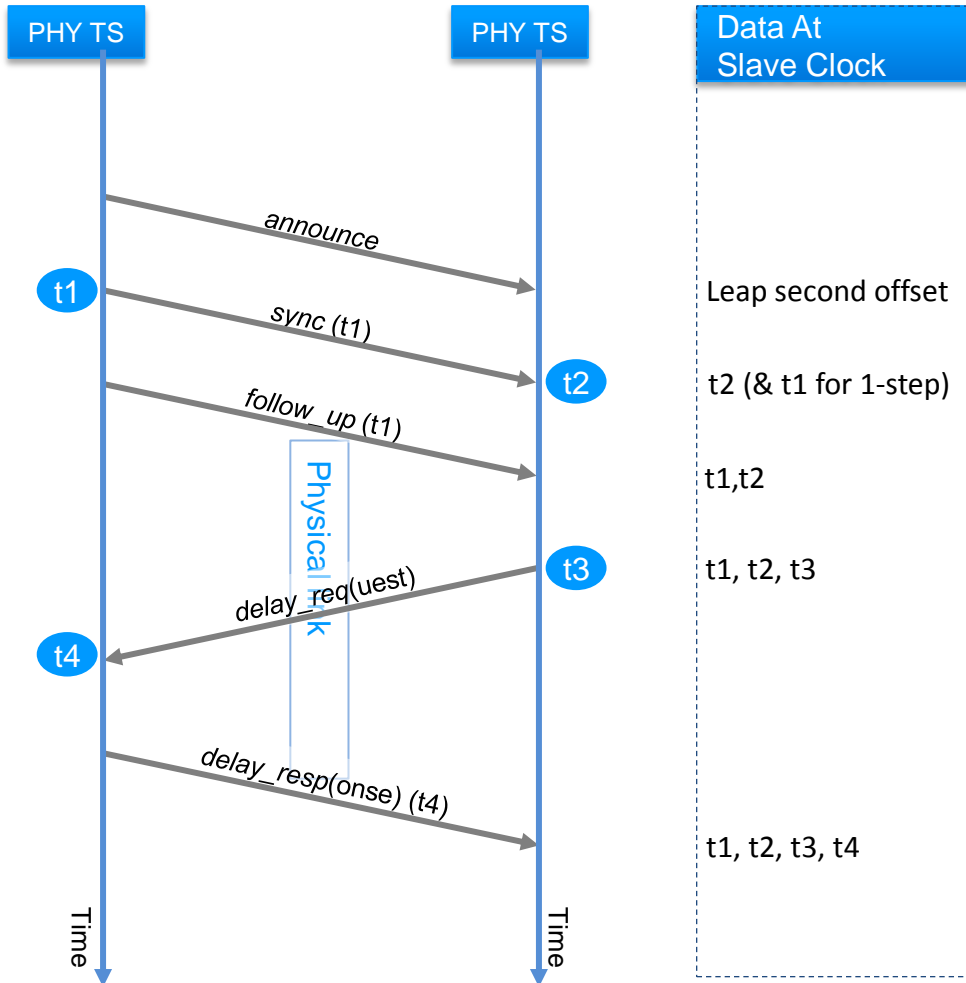 PHY TS
PHY TS
Data At
Slave Clock
announce
t1
Leap second offset
sync (t1)
t2
t2 (& t1 for 1-step)
follow_up (t1)
Physical link
t1,t2
t3
t1, t2, t3
delay_req(uest)
t4
delay_resp(onse) (t4)
t1, t2, t3, t4
Time
Time